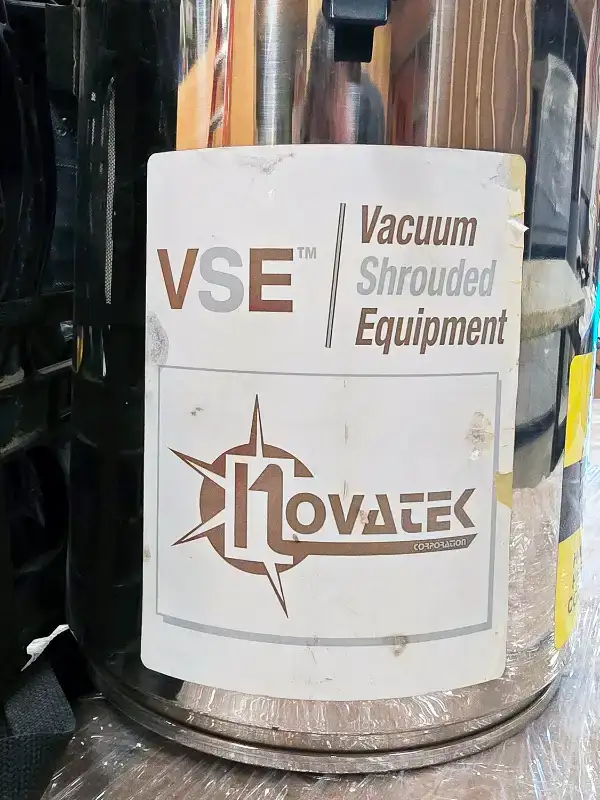 VSE™
Vacuum
Shrouded
Equipment
NOVATEK
CORPORATION